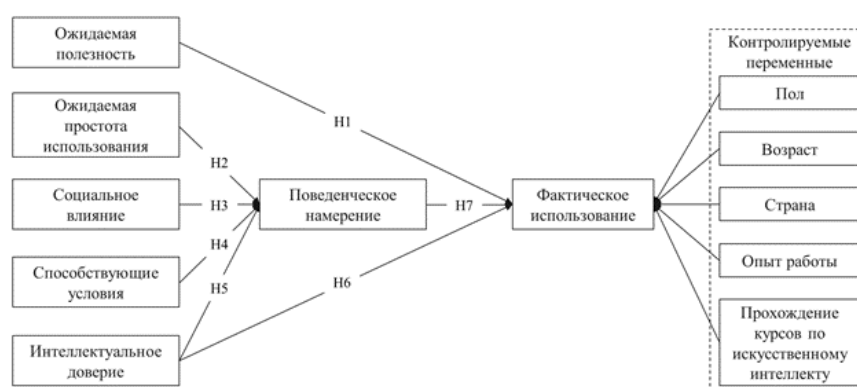 Ожидаемая
полезность
Ожидаемая
простота
использования
Социальное
влияние
Способствующие
условия
Интеллектуальное
доверие
H1
H2
H3
H4
H5
H6
Поведенческое
намерение
H7
Фактическое
использование
Контролируемые
переменные
Пол
Возраст
Страна
Опыт работы
Прохождение
курсов по
искусственному
интеллекту